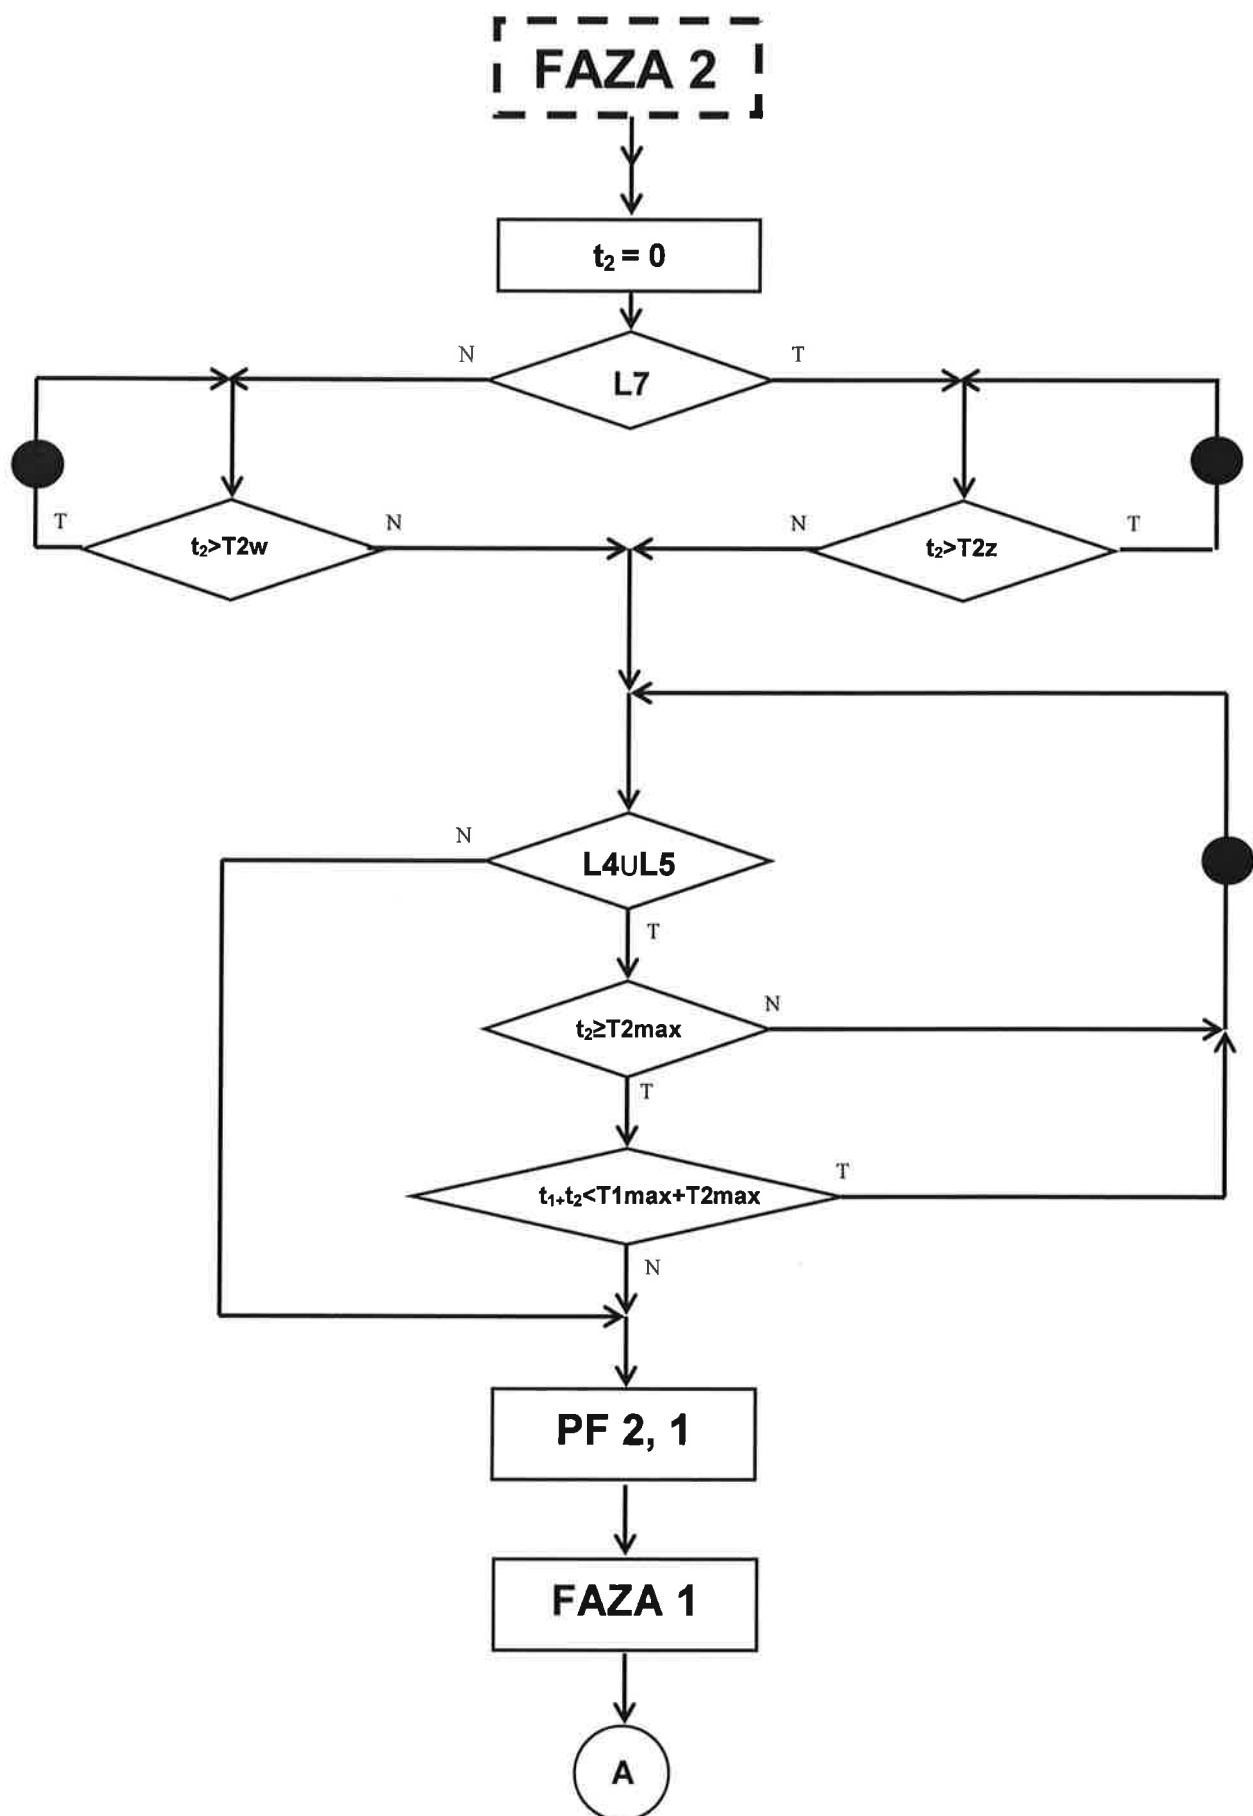 FAZA 2
t₂ = 0
N
T
L7
T
N
N
T
t₂>T2w
t₂>T2z
N
L4∪L5
T
N
t₂≥T2max
T
T
t₁₊t₂<T1max+T2max
N
PF 2, 1
FAZA 1
A